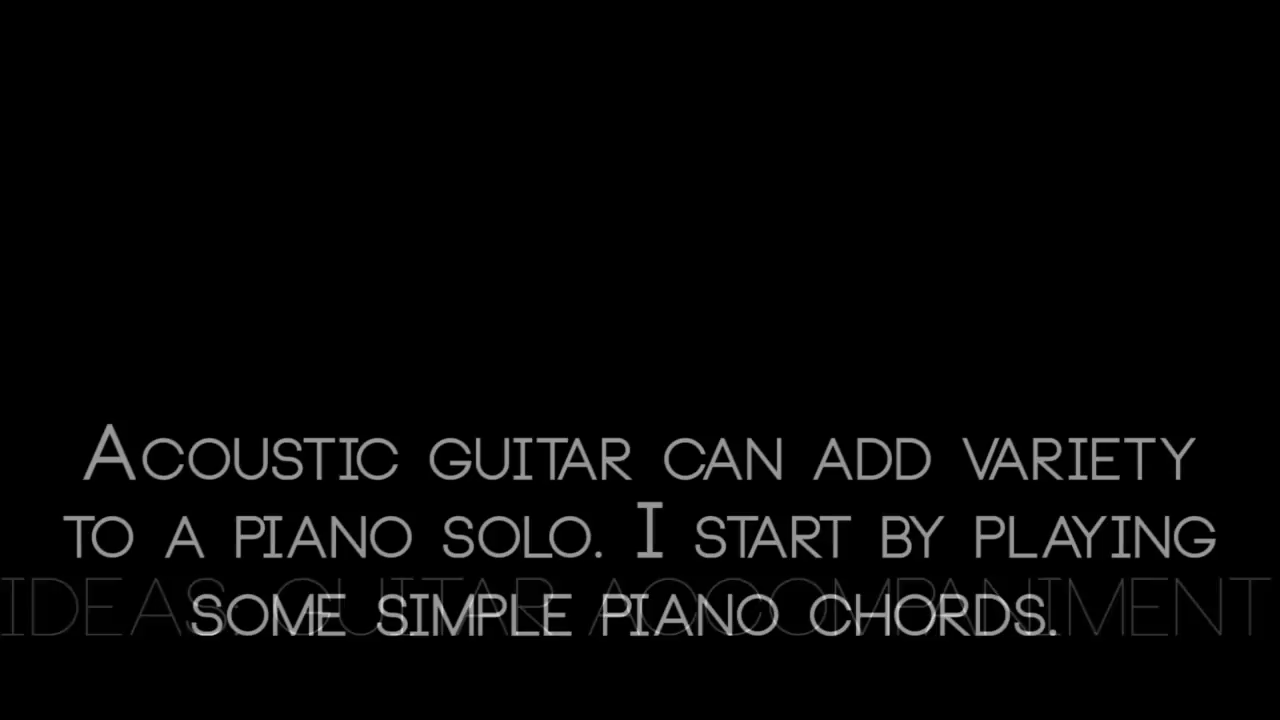 Acoustic guitar can add variety
to a piano solo. I start by playing
some simple piano chords.
IDEAS: GUITAR ACCOMPANIMENT